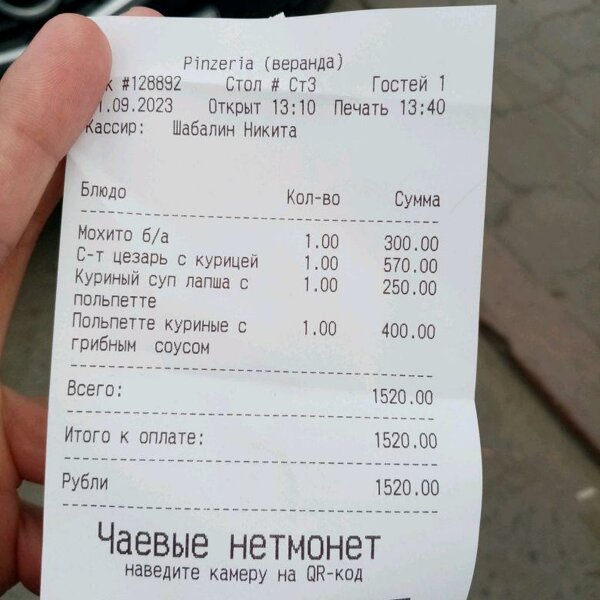 Pinzeria (веранда)
#128892 Стол # Ст3 Гостей 1
.09.2023 Открыт 13:10 Печать 13:40
Кассир: Шабалин Никита
Блюдо Кол-во Сумма
Мохито б/а 1.00 300.00
С-т цезарь с курицей 1.00 570.00
Куриный суп лапша с 1.00 250.00
польпетте
Польпетте куриные с 1.00 400.00
грибным соусом
Всего: 1520.00
Итого к оплате: 1520.00
Рубли 1520.00
Чаевые нетмонет
наведите камеру на QR-код